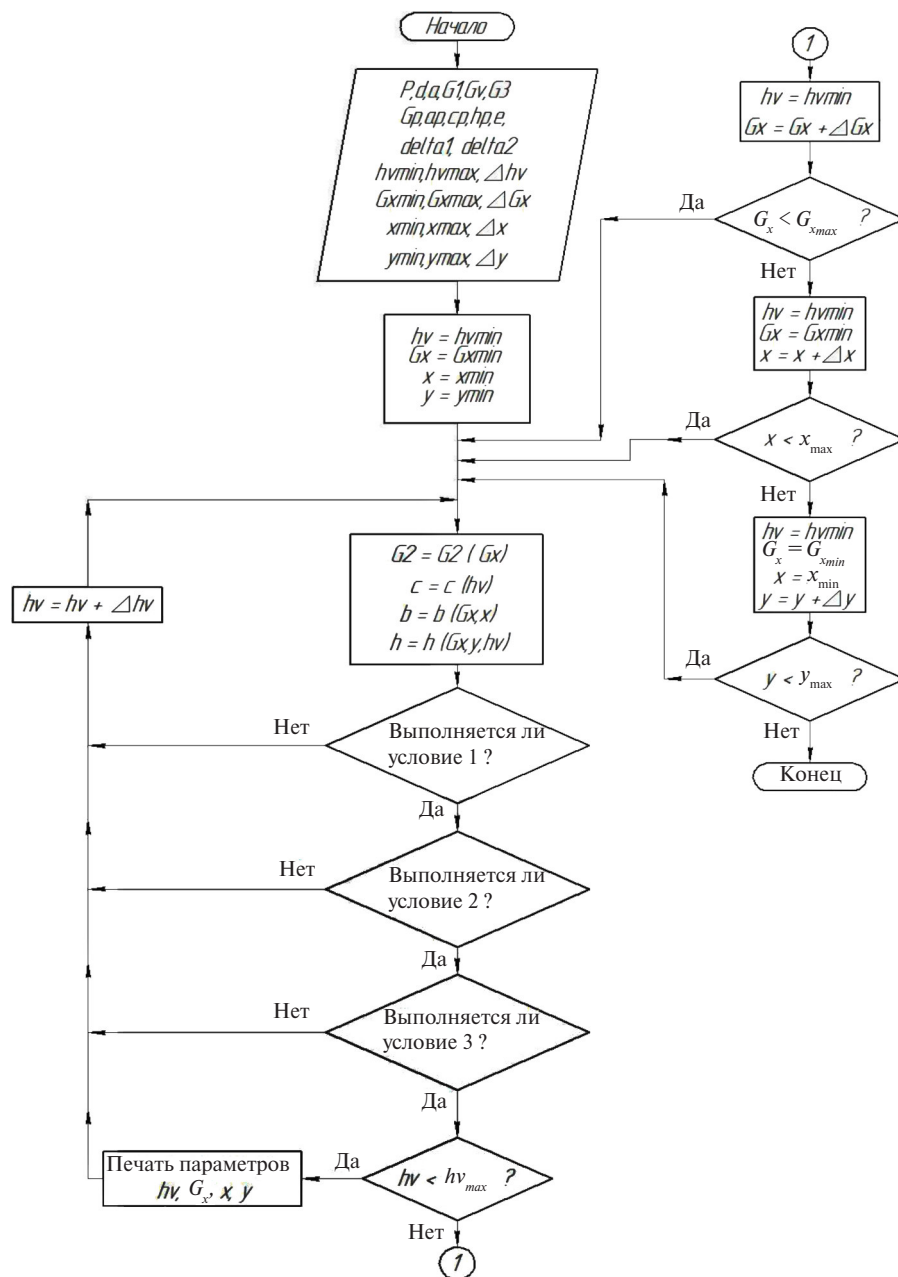 Начало
P,d,a,G1,Gv,G3
Gp,ap,cp,hp,e,
delta1, delta2
hvmin,hvmax, △hv
Gxmin,Gxmax, △Gx
xmin,xmax, △x
ymin,ymax, △y
hv = hvmin
Gx = Gxmin
x = xmin
y = ymin
G2 = G2 (Gx)
c = c (hv)
b = b (Gx,x)
h = h (Gx,y,hv)
hv = hv + △hv
Нет
Выполняется ли
условие 1 ?
Да
Нет
Выполняется ли
условие 2 ?
Да
Нет
Выполняется ли
условие 3 ?
Да
Печать параметров
hv, Gx, x, y
Да
hv < hvmax ?
Нет
1
1
hv = hvmin
Gx = Gx + △Gx
Да
Gx < Gxmax ?
Нет
hv = hvmin
Gx = Gxmin
x = x + △x
Да
x < xmax ?
Нет
hv = hvmin
Gx = Gxmin
x = xmin
y = y + △y
Да
y < ymax ?
Нет
Конец